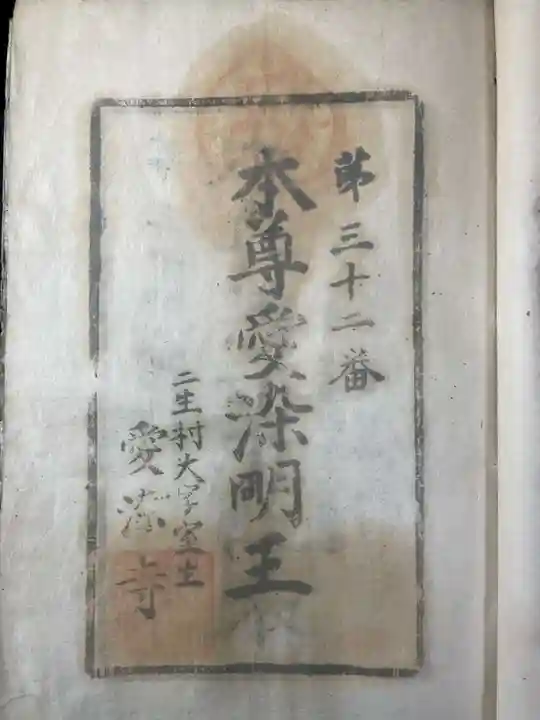 第三十二番
本尊愛染明王
二生村大字室生
愛染寺